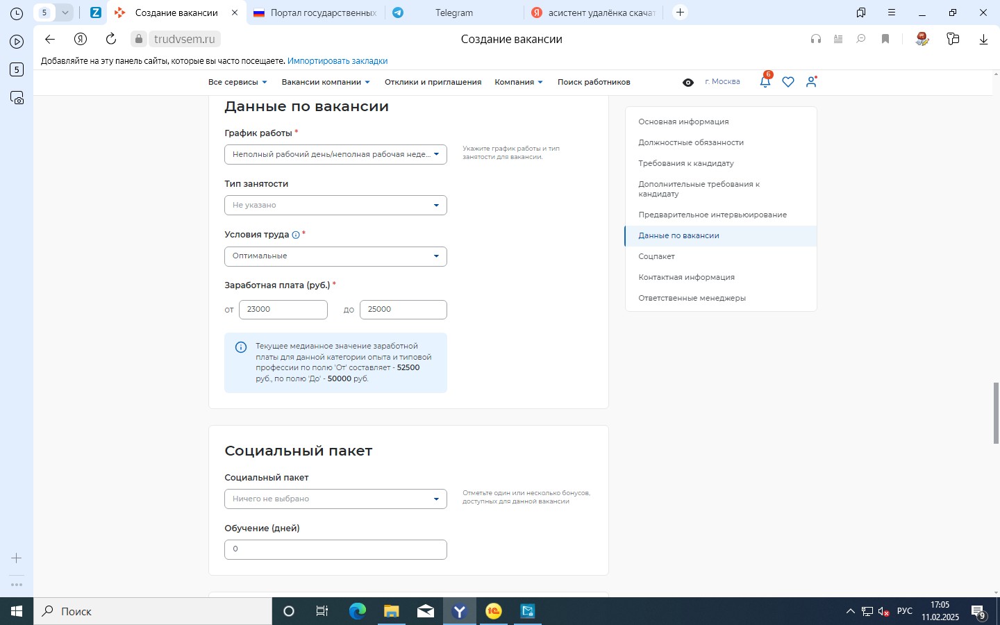 5
Создание вакансии
Портал государственных
Telegram
асистент удалёнка скачат
trudvsem.ru
Создание вакансии
Добавляйте на эту панель сайты, которые вы часто посещаете. Импортировать закладки
5
Все сервисы
Вакансии компании
Отклики и приглашения
Компания
Поиск работников
г. Москва
6
Данные по вакансии
График работы *
Неполный рабочий день/неполная рабочая неде...
Укажите график работы и тип
занятости для вакансии.
Тип занятости
Не указано
Условия труда *
Оптимальные
Заработная плата (руб.) *
от 23000 до 25000
Текущее медианное значение заработной
платы для данной категории опыта и типовой
профессии по полю 'От' составляет - 52500
руб., по полю 'До' - 50000 руб.
Социальный пакет
Социальный пакет
Ничего не выбрано
Отметьте один или несколько бонусов,
доступных для данной вакансии
Обучение (дней)
0
Основная информация
Должностные обязанности
Требования к кандидату
Дополнительные требования к
кандидату
Предварительное интервьюирование
Данные по вакансии
Соцпакет
Контактная информация
Ответственные менеджеры
Поиск
РУС
17:05
11.02.2025
9